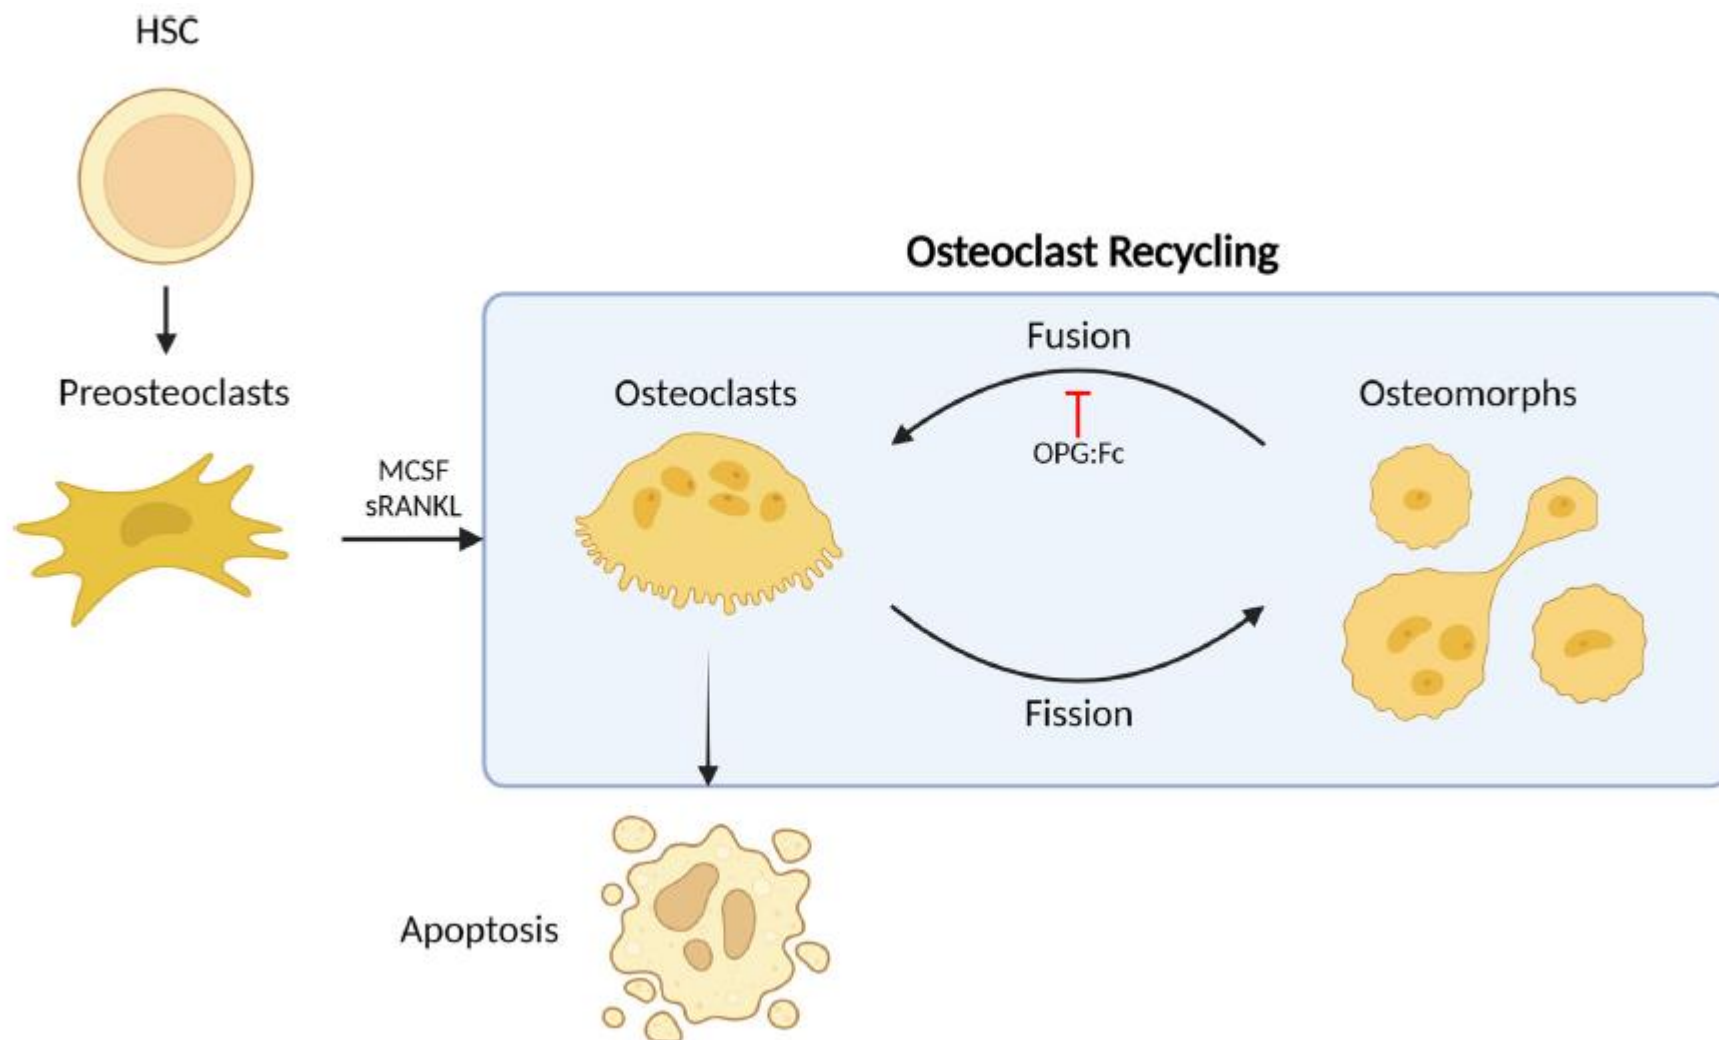 HSC
Preosteoclasts
MCSF
sRANKL
Osteoclast Recycling
Fusion
Osteoclasts
Osteomorphs
OPG:Fc
Fission
Apoptosis